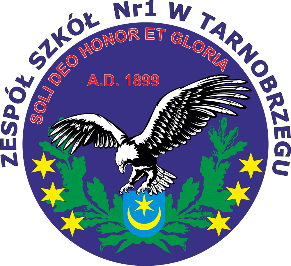 ZESPÓŁ SZKÓŁ Nr1 W TARNOBRZEGU
SOLI DEO HONOR ET GLORIA
A.D. 1899